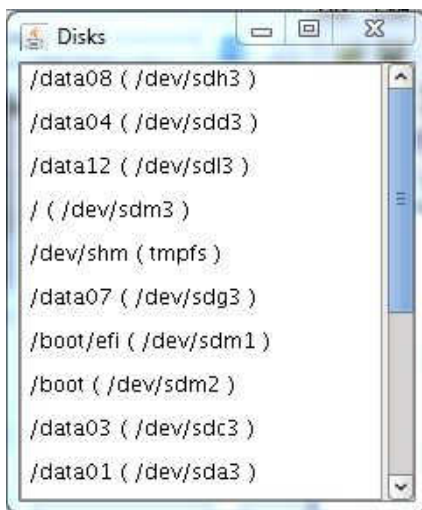 Disks
/data08 ( /dev/sdh3 )
/data04 ( /dev/sdd3 )
/data12 ( /dev/sdl3 )
/ ( /dev/sdm3 )
/dev/shm ( tmpfs )
/data07 ( /dev/sdg3 )
/boot/efi ( /dev/sdm1 )
/boot ( /dev/sdm2 )
/data03 ( /dev/sdc3 )
/data01 ( /dev/sda3 )